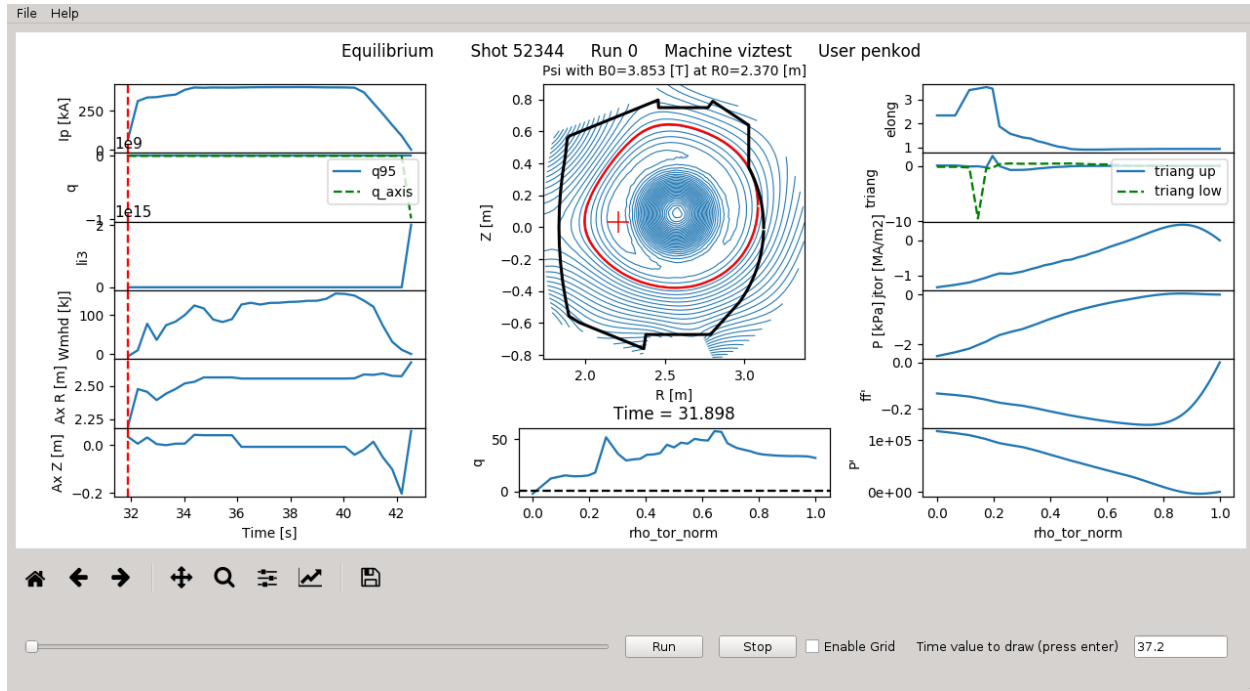 File Help
Equilibrium Shot 52344 Run 0 Machine viztest User penkod
Psi with B0=3.853 [T] at R0=2.370 [m]
Ip [kA]
250
0
1e9
q
0
−1
q95
q_axis
1e15
li3
2
0
Wmhd [kJ]
100
0
Ax R [m]
2.50
2.25
Ax Z [m]
0.0
−0.2
32 34 36 38 40 42
Time [s]
Z [m]
0.8
0.6
0.4
0.2
0.0
−0.2
−0.4
−0.6
−0.8
2.0 2.5 3.0
R [m]
Time = 31.898
q
50
0
0.0 0.2 0.4 0.6 0.8 1.0
rho_tor_norm
elong
3
2
1
triang
0
−10
triang up
triang low
jtor [MA/m2]
0
−1
P [kPa]
0
−2
ff'
0.0
−0.2
P'
1e+05
0e+00
0.0 0.2 0.4 0.6 0.8 1.0
rho_tor_norm
Run Stop Enable Grid Time value to draw (press enter) 37.2